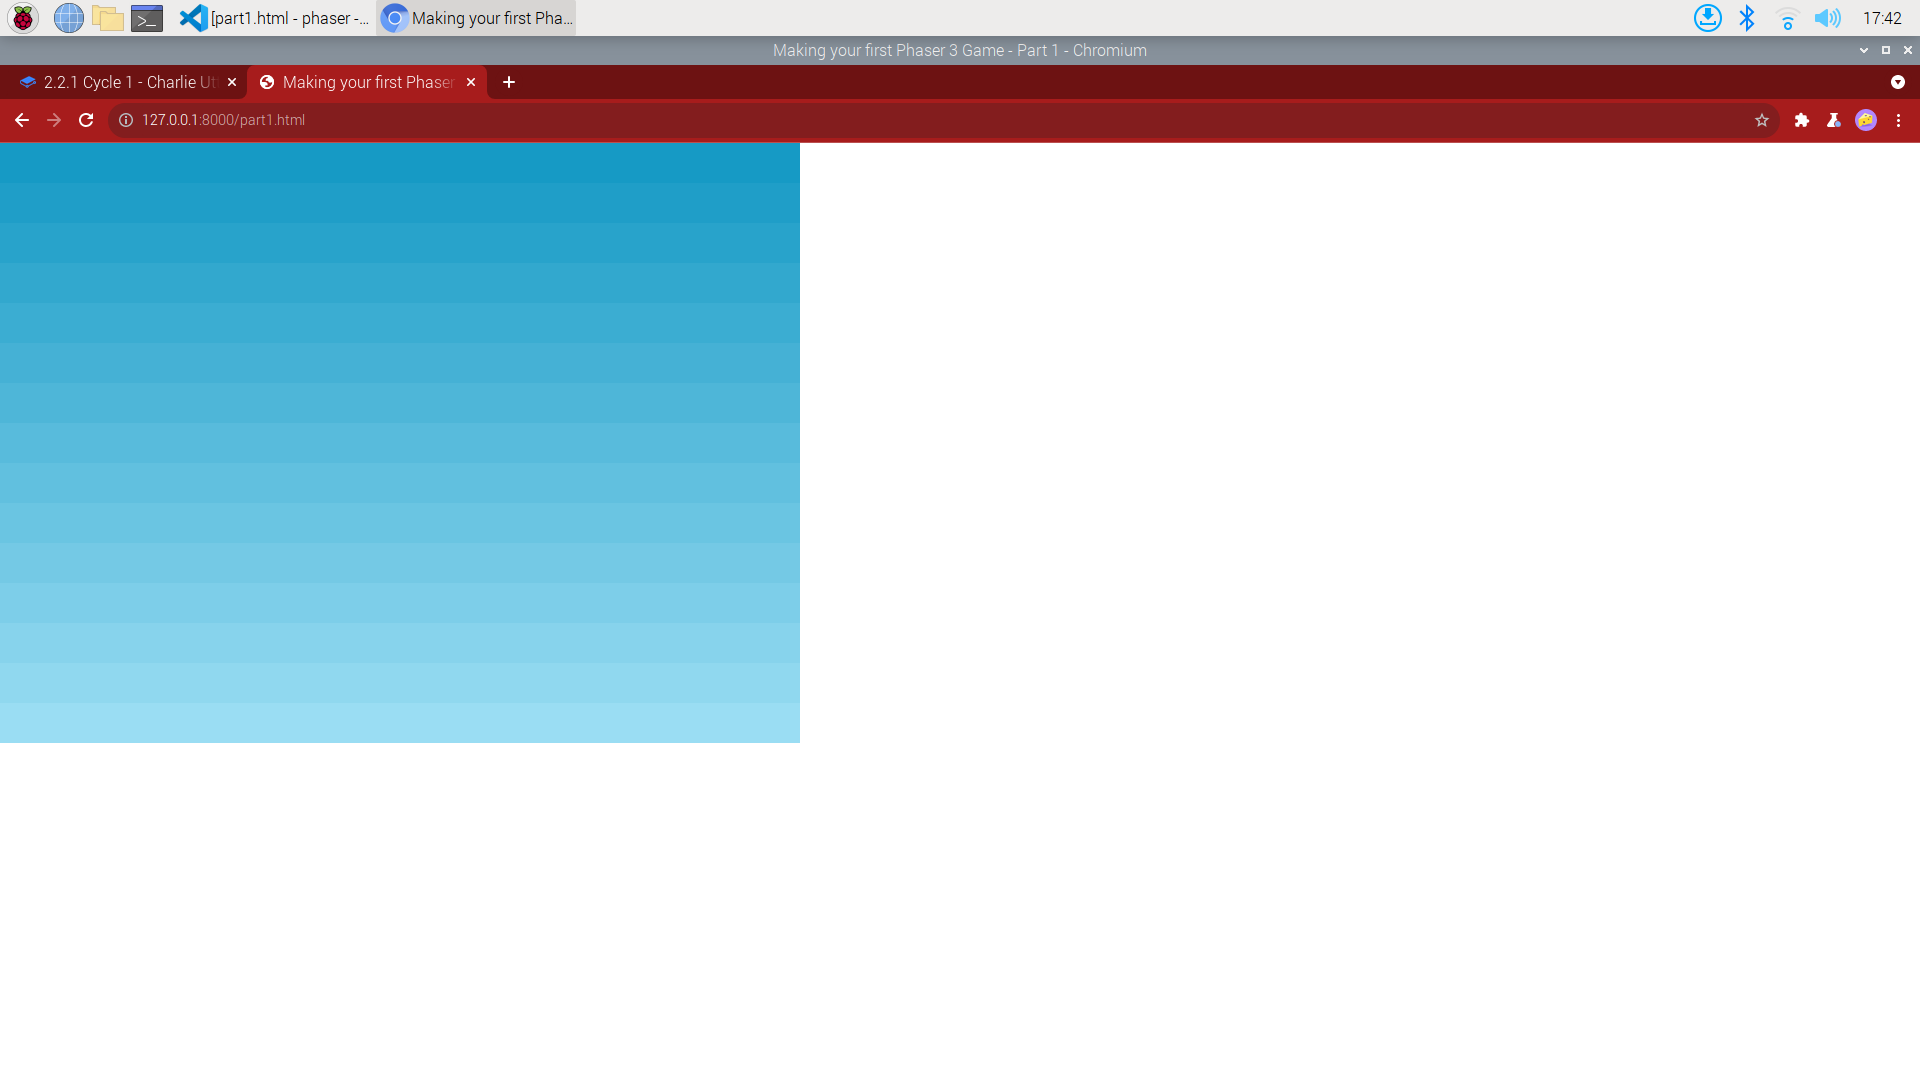 [part1.html - phaser -...
Making your first Pha...
17:42
Making your first Phaser 3 Game - Part 1 - Chromium
2.2.1 Cycle 1 - Charlie Ut
Making your first Phaser
127.0.0.1:8000/part1.html